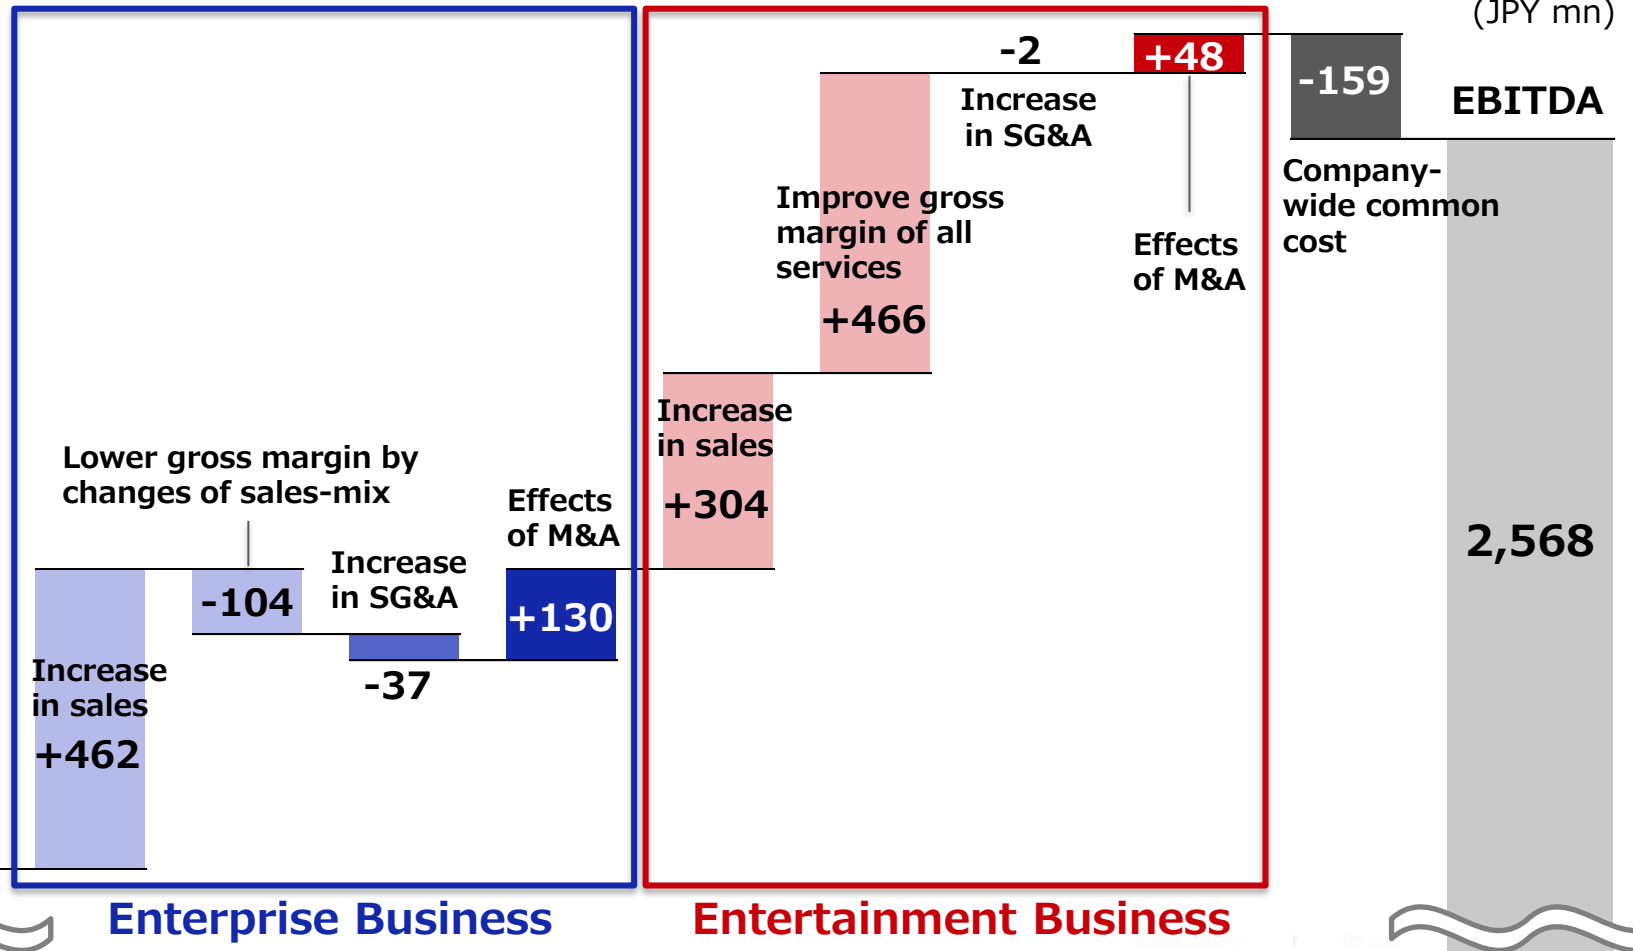 (JPY mn)
Lower gross margin by
changes of sales-mix
Increase
in sales
+462
-104
Increase
in SG&A
-37
Effects
of M&A
+130
Enterprise Business
Increase
in sales
+304
Improve gross
margin of all
services
+466
-2
Increase
in SG&A
+48
Effects
of M&A
Entertainment Business
-159
Company-
wide common
cost
EBITDA
2,568